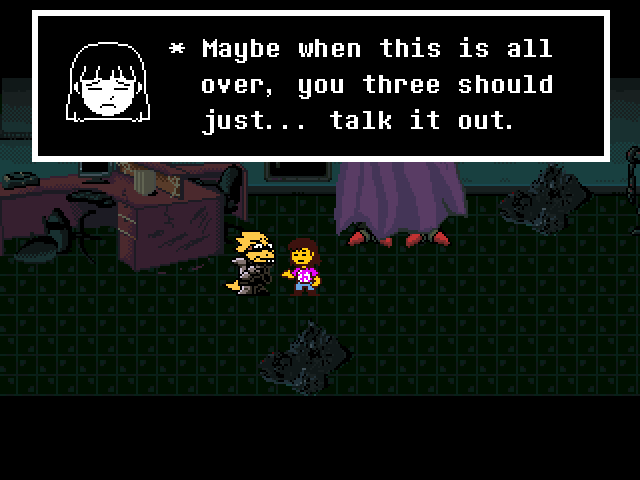 * Maybe when this is all
over, you three should
just... talk it out.